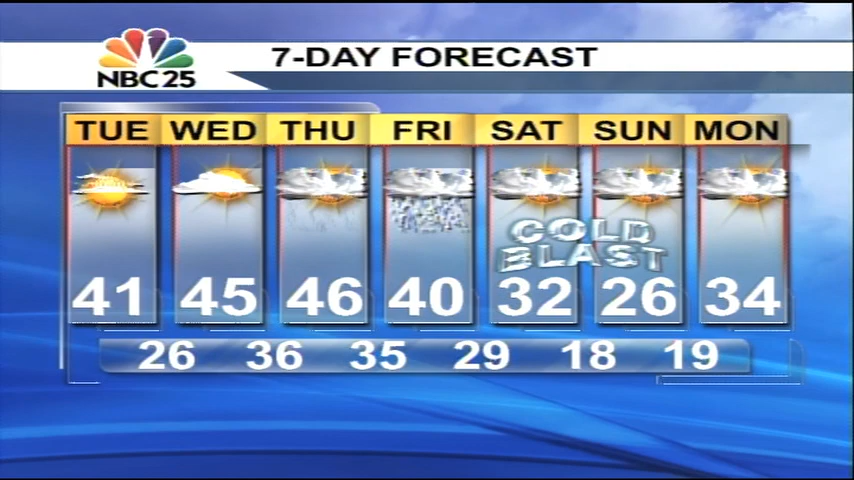 7-DAY FORECAST
NBC25
TUE WED THU FRI SAT SUN MON
COLD
BLAST
41 45 46 40 32 26 34
26 36 35 29 18 19